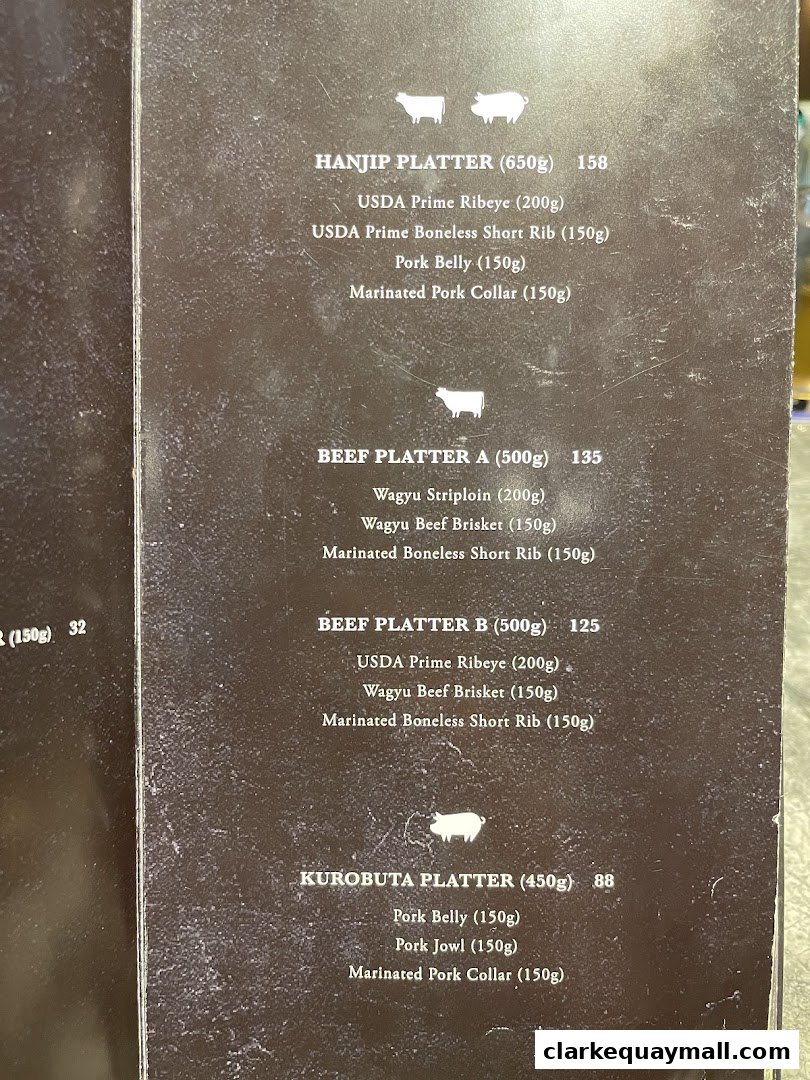 (150g) 32
HANJIP PLATTER (650g) 158
USDA Prime Ribeye (200g)
USDA Prime Boneless Short Rib (150g)
Pork Belly (150g)
Marinated Pork Collar (150g)
BEEF PLATTER A (500g) 135
Wagyu Striploin (200g)
Wagyu Beef Brisket (150g)
Marinated Boneless Short Rib (150g)
BEEF PLATTER B (500g) 125
USDA Prime Ribeye (200g)
Wagyu Beef Brisket (150g)
Marinated Boneless Short Rib (150g)
KUROBUTA PLATTER (450g) 88
Pork Belly (150g)
Pork Jowl (150g)
Marinated Pork Collar (150g)
clarkequaymall.com